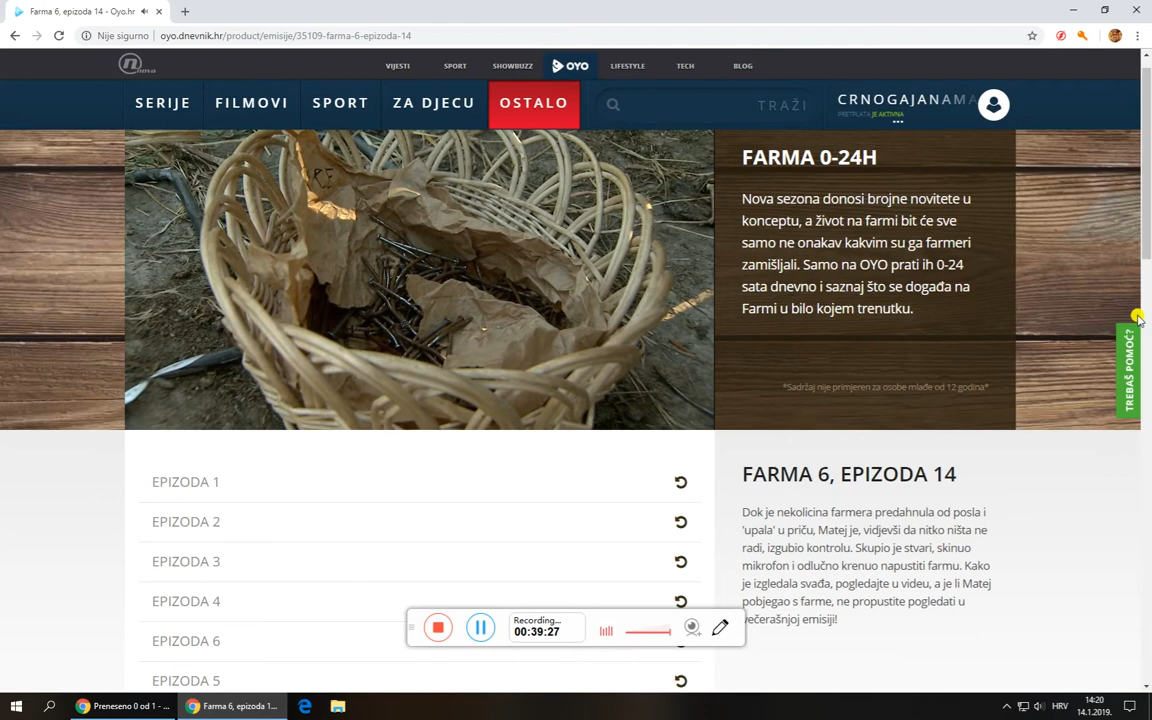 Farma 6, epizoda 14 - Oyo.hr
Nije sigurno
oyo.dnevnik.hr/product/emisije/35109-farma-6-epizoda-14
nova
VIJESTI
SPORT
SHOWBUZZ
OYO
LIFESTYLE
TECH
BLOG
SERIJE
FILMOVI
SPORT
ZA DJECU
OSTALO
TRAŽI
CRNOGAJANAMA
PRETPLATA JE AKTIVNA
FARMA 0-24H
Nova sezona donosi brojne novitete u
konceptu, a život na farmi bit će sve
samo ne onakav kakvim su ga farmeri
zamišljali. Samo na OYO prati ih 0-24
sata dnevno i saznaj što se događa na
Farmi u bilo kojem trenutku.
*Sadržaj nije primjeren za osobe mlađe od 12 godina*
TREBAŠ POMOĆ?
EPIZODA 1
EPIZODA 2
EPIZODA 3
EPIZODA 4
EPIZODA 6
EPIZODA 5
FARMA 6, EPIZODA 14
Dok je nekolicina farmera predahnula od posla i
'upala' u priču, Matej je, vidjevši da nitko ništa ne
radi, izgubio kontrolu. Skupio je stvari, skinuo
mikrofon i odlučno krenuo napustiti farmu. Kako
je izgledala svađa, pogledajte u videu, a je li Matej
pobjegao s farme, ne propustite pogledati u
večerašnjoj emisiji!
Recording...
00:39:27
Preneseno 0 od 1 - ...
Farma 6, epizoda 1...
HRV
14:20
14.1.2019.